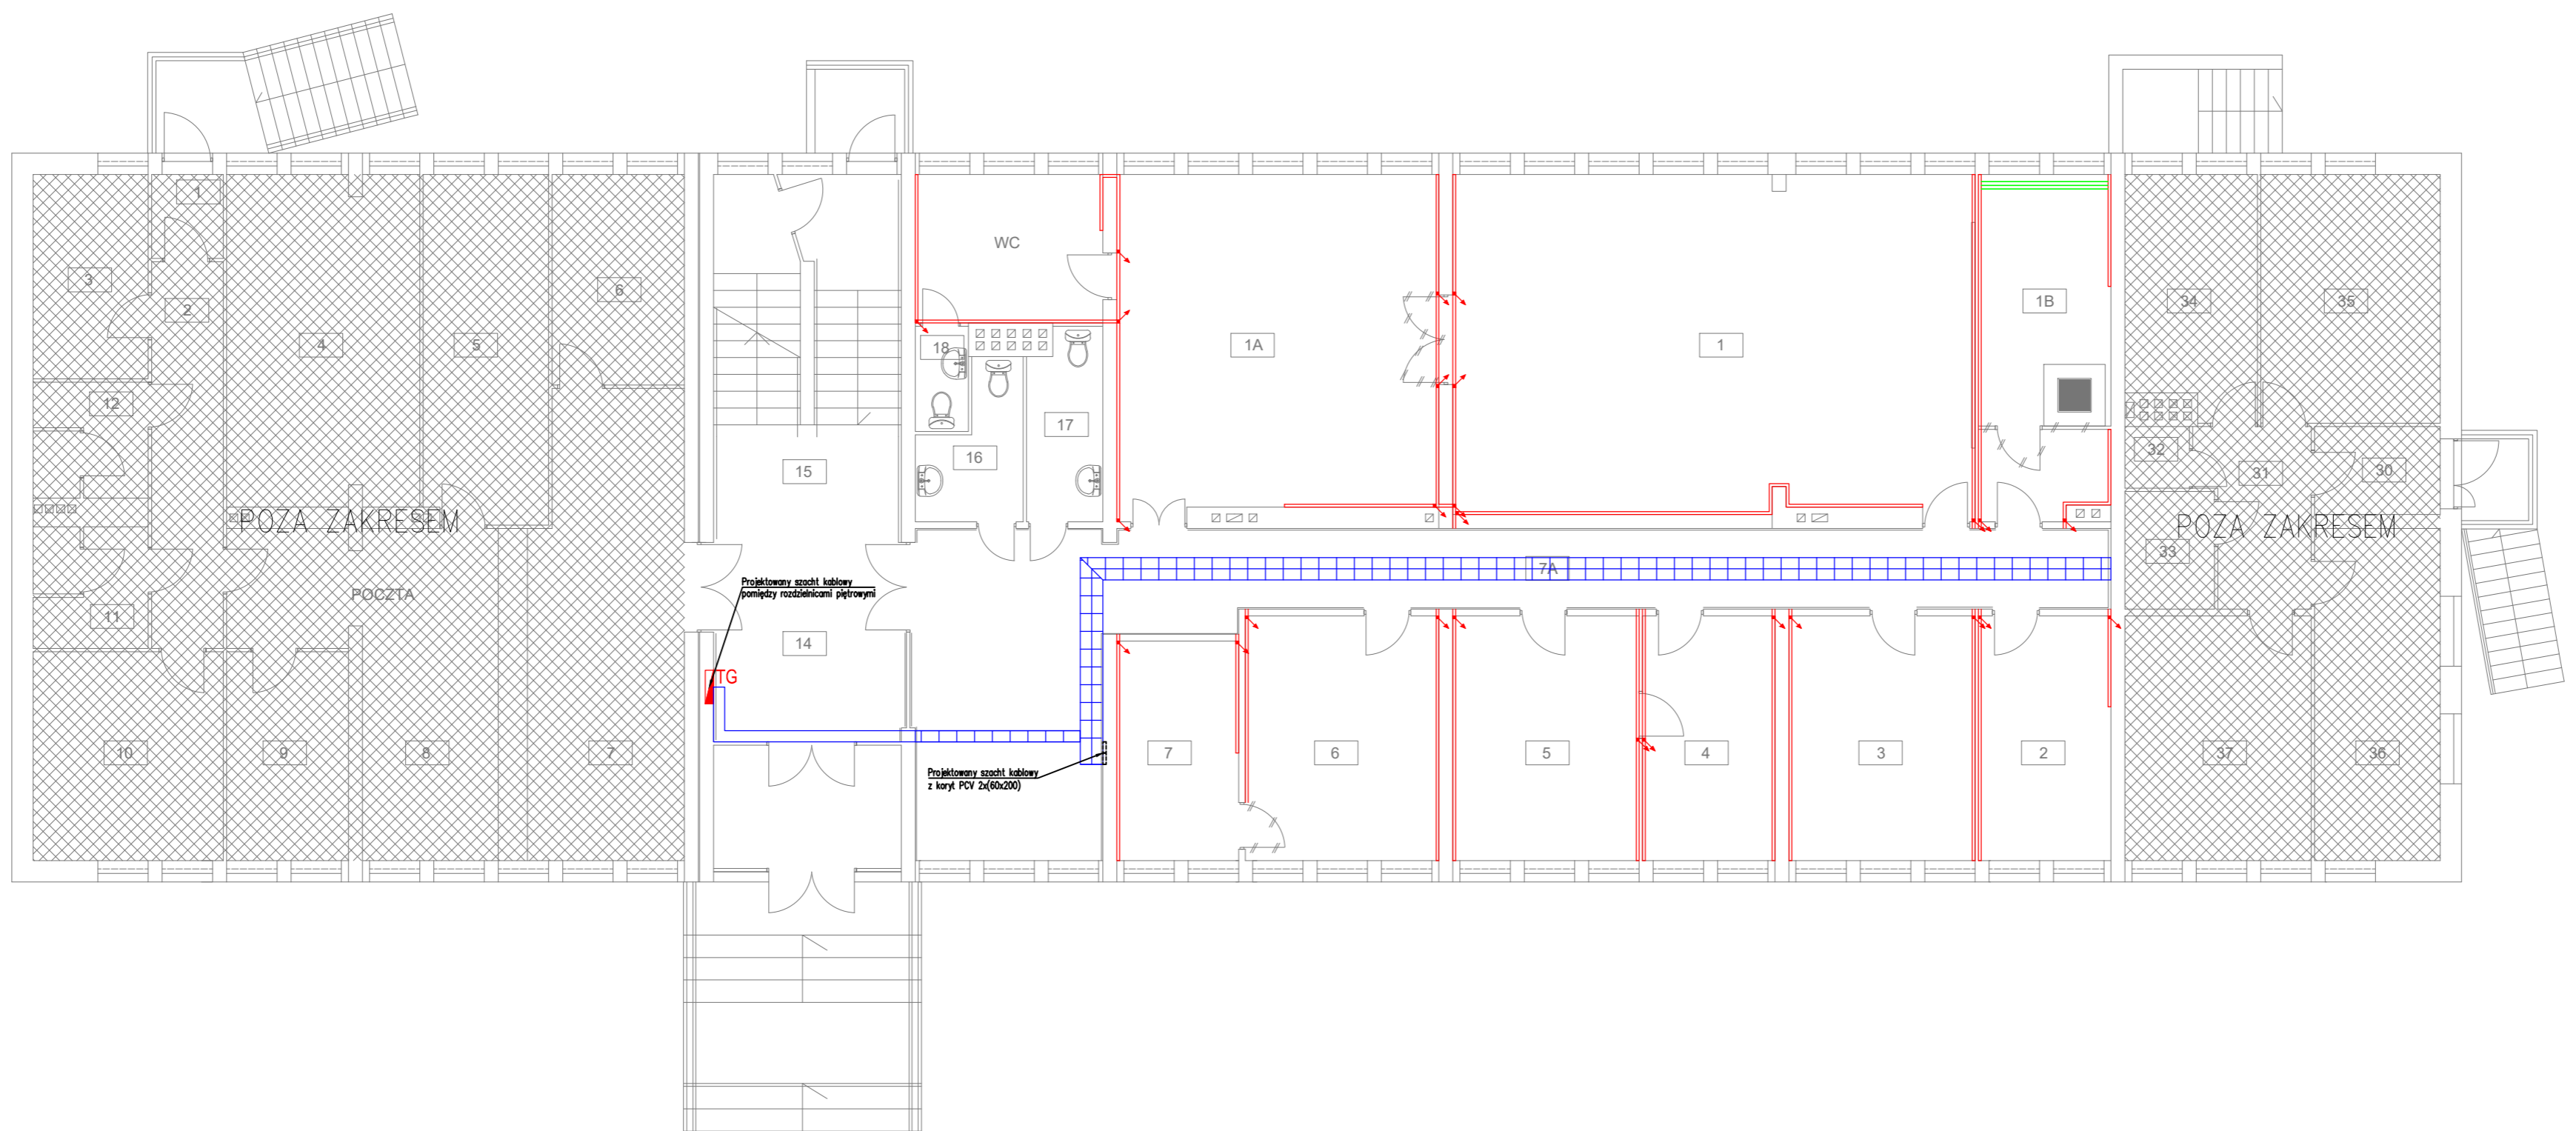 1
WC
3
2
6
1B
34
35
4
5
18
1A
1
12
17
16
15
32
31
30
POZA ZAKRESEM
POZA ZAKRESEM
33
7A
Projektowany szacht kablowy
pomiędzy rozdzielnicami piętrowymi
POCZTA
11
14
TG
10
9
8
7
7
6
5
4
3
2
37
36
Projektowany szacht kablowy
z koryt PCV 2x(60x200)